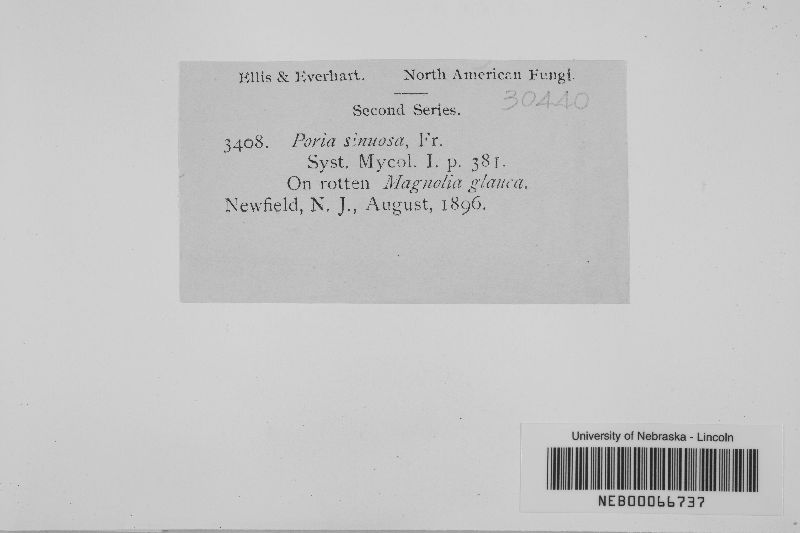 Ellis & Everhart. North American Fungi.
30440
Second Series.
3408. Poria sinuosa, Fr.
Syst. Mycol. I. p. 381.
On rotten Magnolia glauca.
Newfield, N. J., August, 1896.
University of Nebraska - Lincoln
NEB00066737